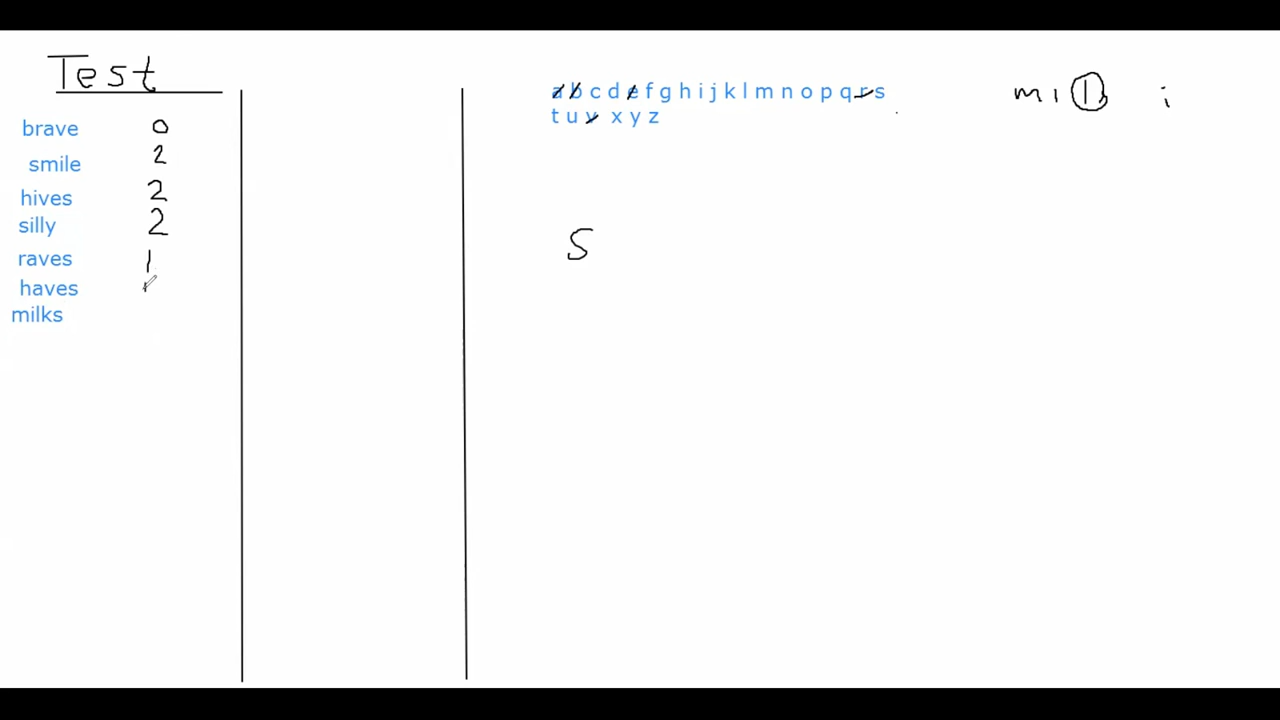 Test
brave 0
smile 2
hives 2
silly 2
raves 1
haves
milks
a b c d e f g h i j k l m n o p q r s
t u v x y z
m i l i
S